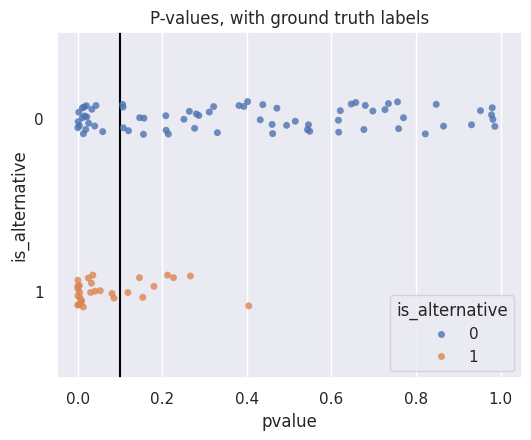 P-values, with ground truth labels
is_alternative
0
1
is_alternative
0
1
0.0 0.2 0.4 0.6 0.8 1.0
pvalue